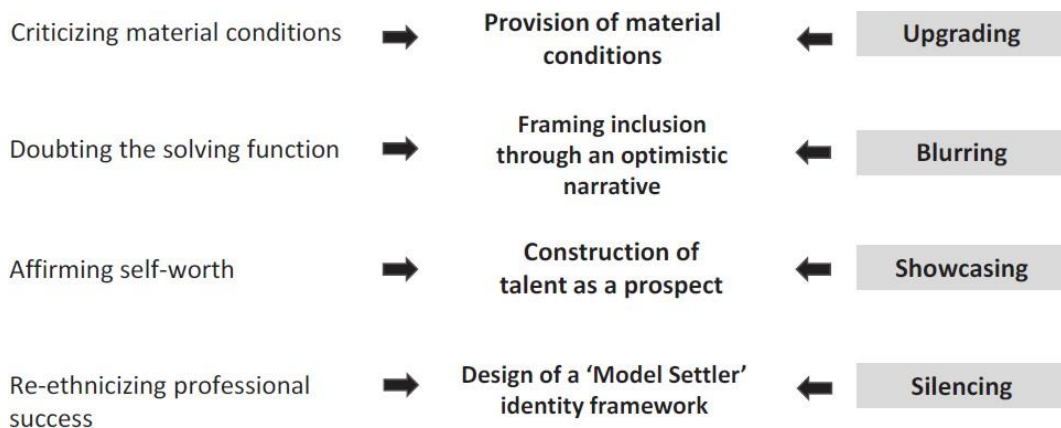 Criticizing material conditions
Provision of material
conditions
Upgrading
Doubting the solving function
Framing inclusion
through an optimistic
narrative
Blurring
Affirming self-worth
Construction of
talent as a prospect
Showcasing
Re-ethnicizing professional
success
Design of a ‘Model Settler’
identity framework
Silencing